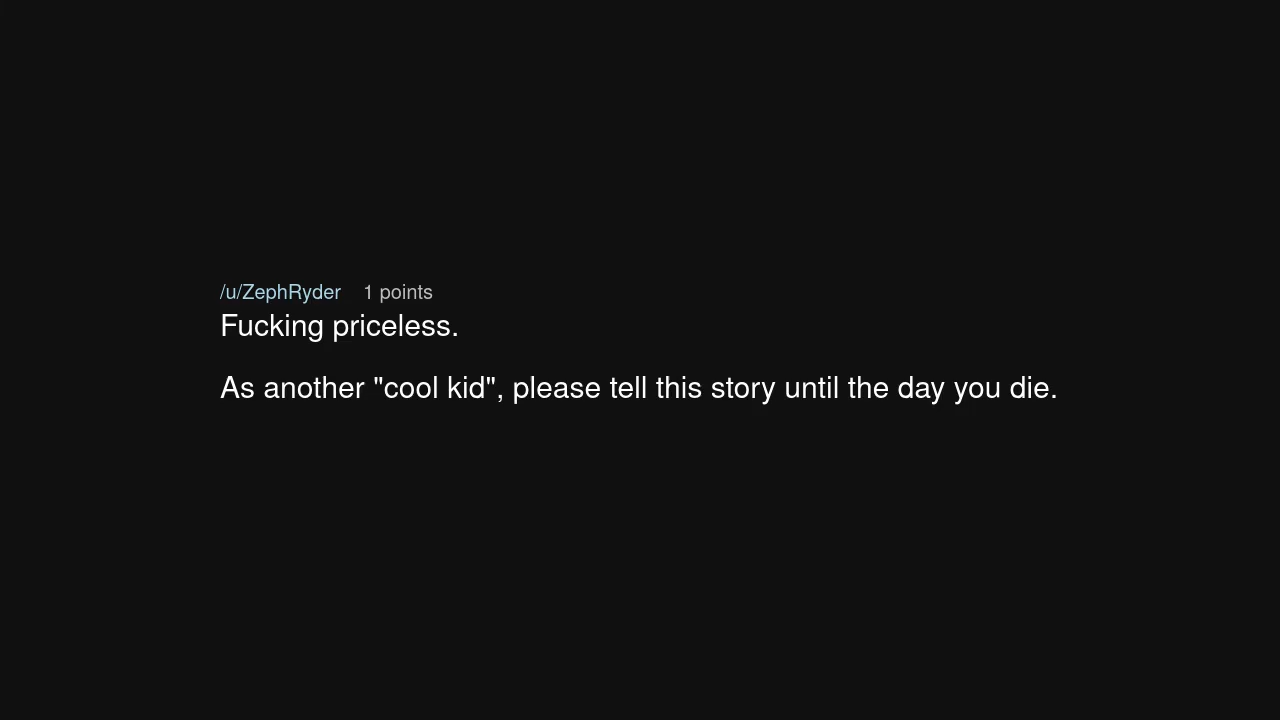 /u/ZephRyder 1 points
Fucking priceless.
As another "cool kid", please tell this story until the day you die.